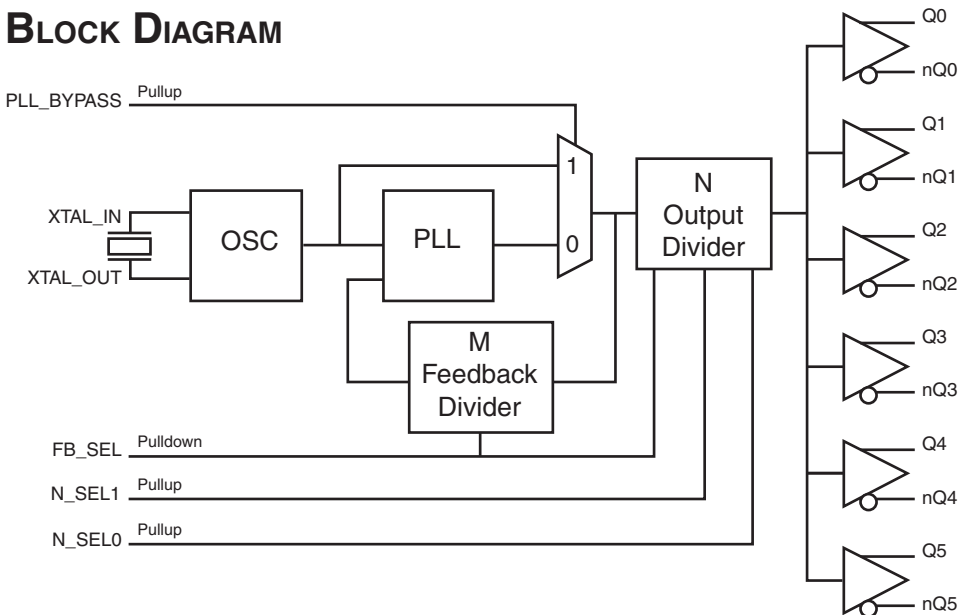 BLOCK DIAGRAM
PLL_BYPASS Pullup
XTAL_IN
XTAL_OUT
OSC
PLL
1
0
M
Feedback
Divider
N
Output
Divider
FB_SEL Pulldown
N_SEL1 Pullup
N_SEL0 Pullup
Q0
nQ0
Q1
nQ1
Q2
nQ2
Q3
nQ3
Q4
nQ4
Q5
nQ5